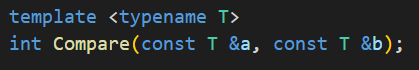 template <typename T>
int Compare(const T &a, const T &b);